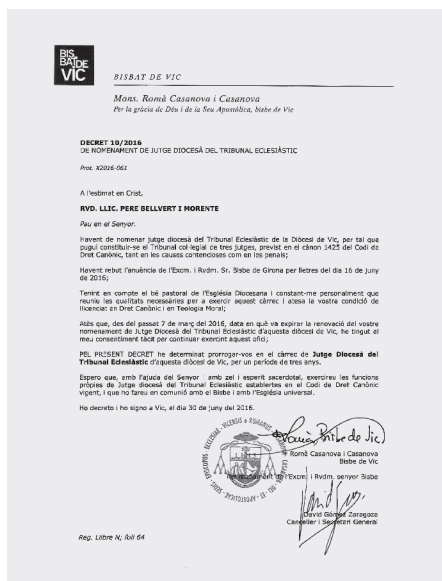 BIS
BAT DE
VIC
BISBAT DE VIC
Mons. Romà Casanova i Casanova
Per la gràcia de Déu i de la Seu Apostòlica, bisbe de Vic
DECRET 10/2016
DE NOMENAMENT DE JUTGE DIOCESÀ DEL TRIBUNAL ECLESIÀSTIC
Prot. X2016-061
A l'estimat en Crist,
RVD. LLIC. PERE BELLVERT I MORENTE
Pau en el Senyor.
Havent de nomenar jutge diocesà del Tribunal Eclesiàstic de la Diòcesi de Vic, per tal que
pugui constituir-se el Tribunal col·legial de tres jutges, previst en el cànon 1425 del Codi de
Dret Canònic, tant en les causes contencioses com en les penals;
Havent rebut l'anuència de l'Excm. i Rvdm. Sr. Bisbe de Girona per lletres del dia 16 de juny
de 2016;
Tenint en compte el bé pastoral de l'Església Diocesana i constant-me personalment que
reuniu les qualitats necessàries per a exercir aquest càrrec i atesa la vostra condició de
llicenciat en Dret Canònic i en Teologia Moral;
Atès que, des del passat 7 de març del 2016, data en què va expirar la renovació del vostre
nomenament de Jutge Diocesà del Tribunal Eclesiàstic d'aquesta diòcesi de Vic, he tingut el
meu consentiment tàcit per continuar exercint aquest ofici;
PEL PRESENT DECRET he determinat prorrogar-vos en el càrrec de Jutge Diocesà del
Tribunal Eclesiàstic d'aquesta diòcesi de Vic, per un període de tres anys.
Espero que, amb l'ajuda del Senyor i amb zel i esperit sacerdotal, exercireu les funcions
pròpies de Jutge diocesà del Tribunal Eclesiàstic establertes en el Codi de Dret Canònic
vigent, i que ho fareu en comunió amb el Bisbe i amb l'Església universal.
Ho decreto i ho signo a Vic, el dia 30 de juny del 2016.
Bisbe de Vic
Romà Casanova i Casanova
Bisbe de Vic
Per manament de l'Excm. i Rvdm. senyor Bisbe
David Gómez Zaragoza
Canceller i Secretari General
Reg. Llibre N; foli 64